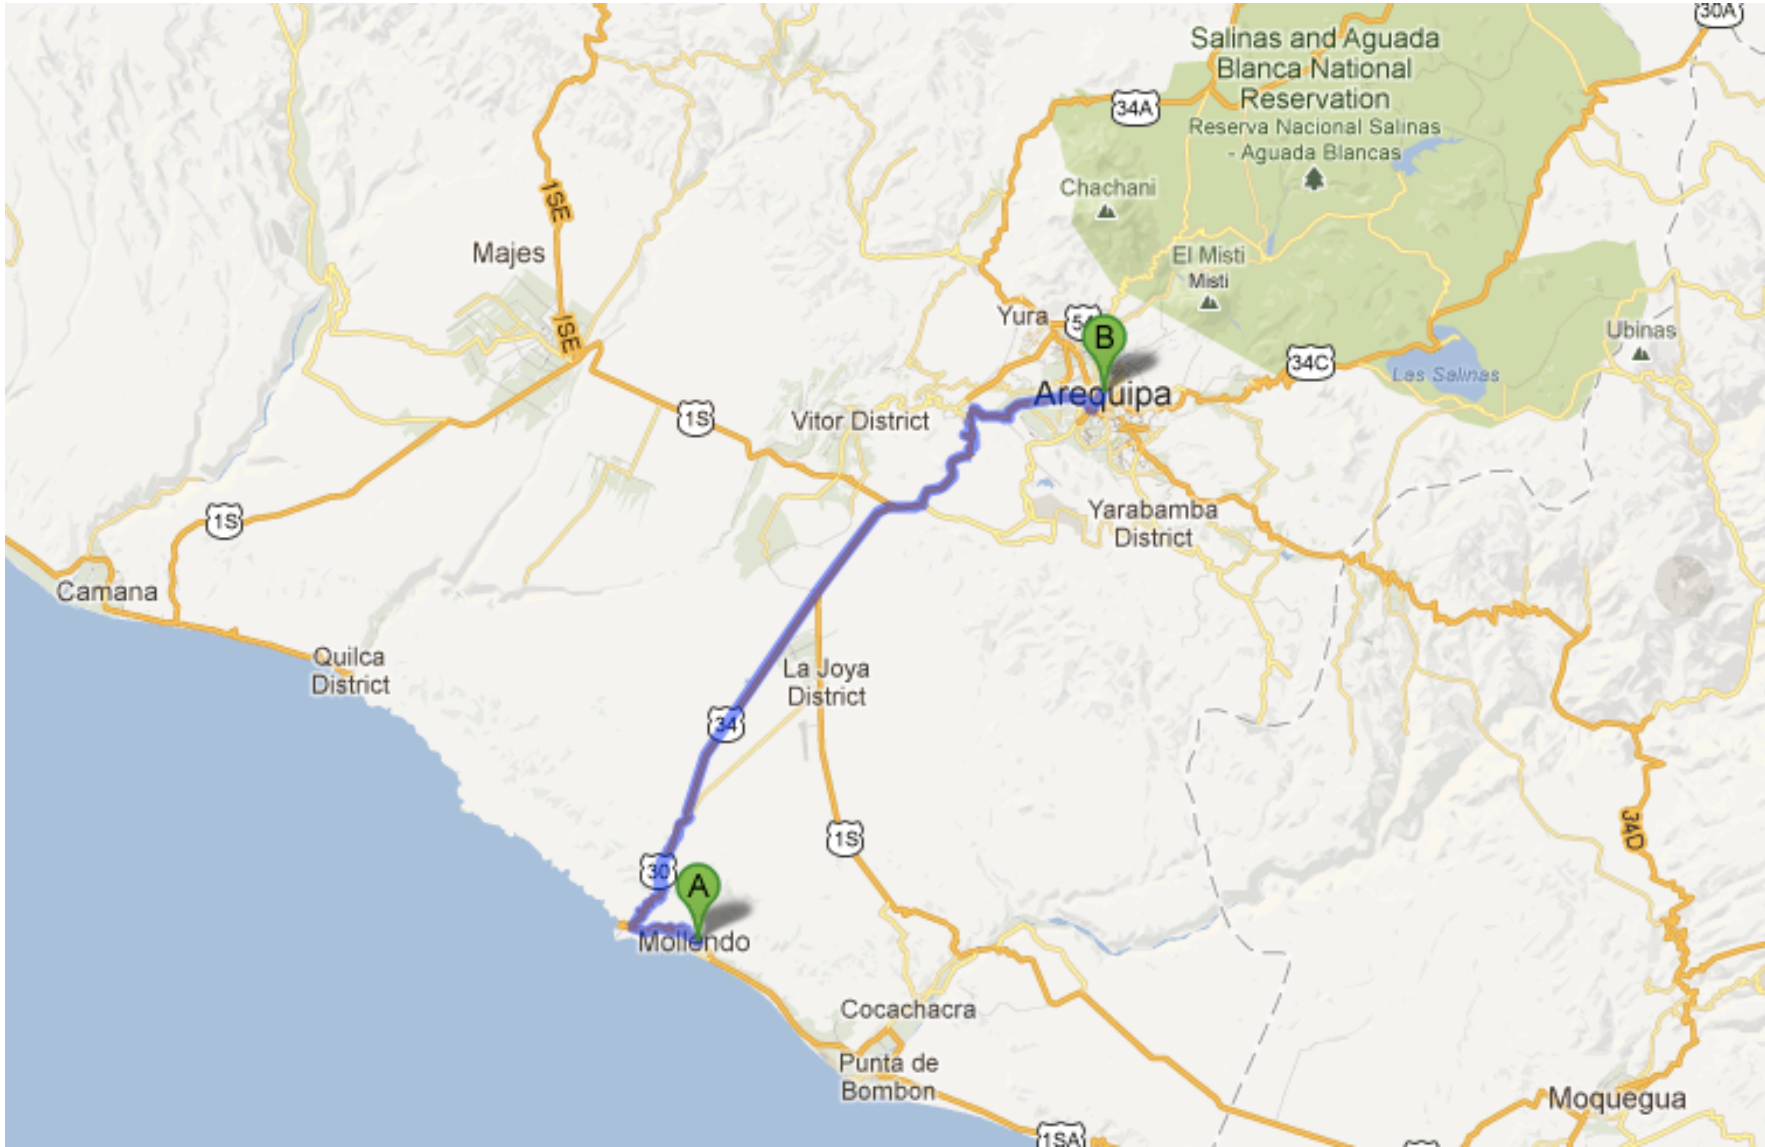 30A
Salinas and Aguada
Blanca National
Reservation
Reserva Nacional Salinas
- Aguada Blancas
34A
Chachani
1SE
Majes
El Misti
Misti
1SE
Yura
54
B
Ubinas
34C
Las Salinas
Arequipa
1S
Vitor District
1S
Yarabamba
District
Camana
Quilca
District
La Joya
District
34
1S
34D
30
A
Mollendo
Cocachacra
Punta de
Bombon
Moquegua
1SA